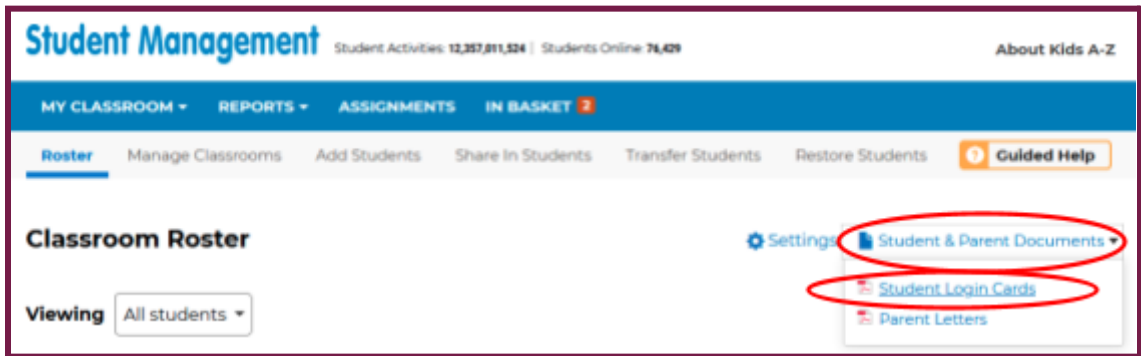 Student Management Student Activities: 12,357,011,524 | Students Online: 76,429 About Kids A-Z
MY CLASSROOM REPORTS ASSIGNMENTS IN BASKET 2
Roster Manage Classrooms Add Students Share In Students Transfer Students Restore Students ? Guided Help
Classroom Roster Settings Student & Parent Documents
Student Login Cards
Viewing All students
Parent Letters